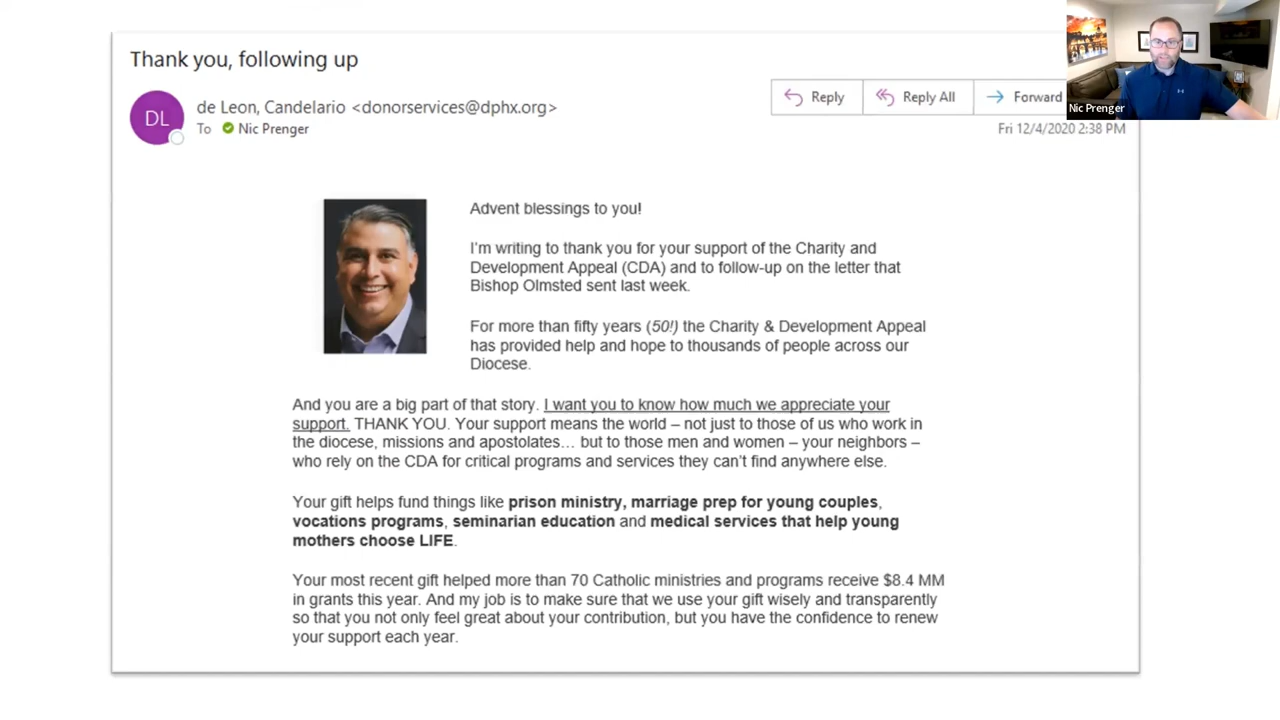 Thank you, following up
DL
de Leon, Candelario <donorservices@dphx.org>
To Nic Prenger
Reply
Reply All
Forward
Fri 12/4/2020 2:38 PM
Nic Prenger
Advent blessings to you!
I'm writing to thank you for your support of the Charity and
Development Appeal (CDA) and to follow-up on the letter that
Bishop Olmsted sent last week.
For more than fifty years (50!) the Charity & Development Appeal
has provided help and hope to thousands of people across our
Diocese.
And you are a big part of that story. I want you to know how much we appreciate your
support. THANK YOU. Your support means the world – not just to those of us who work in
the diocese, missions and apostolates… but to those men and women – your neighbors –
who rely on the CDA for critical programs and services they can't find anywhere else.
Your gift helps fund things like prison ministry, marriage prep for young couples,
vocations programs, seminarian education and medical services that help young
mothers choose LIFE.
Your most recent gift helped more than 70 Catholic ministries and programs receive $8.4 MM
in grants this year. And my job is to make sure that we use your gift wisely and transparently
so that you not only feel great about your contribution, but you have the confidence to renew
your support each year.